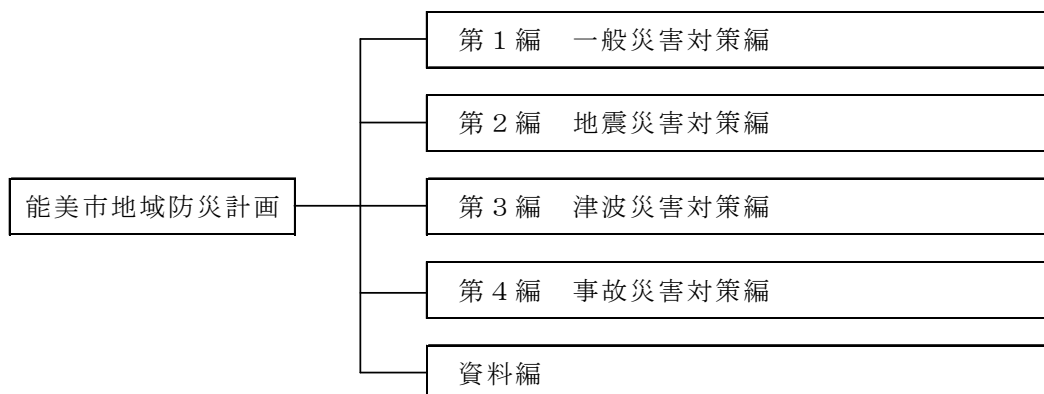 第１編　一般災害対策編
第２編　地震災害対策編
能美市地域防災計画
第３編　津波災害対策編
第４編　事故災害対策編
資料編